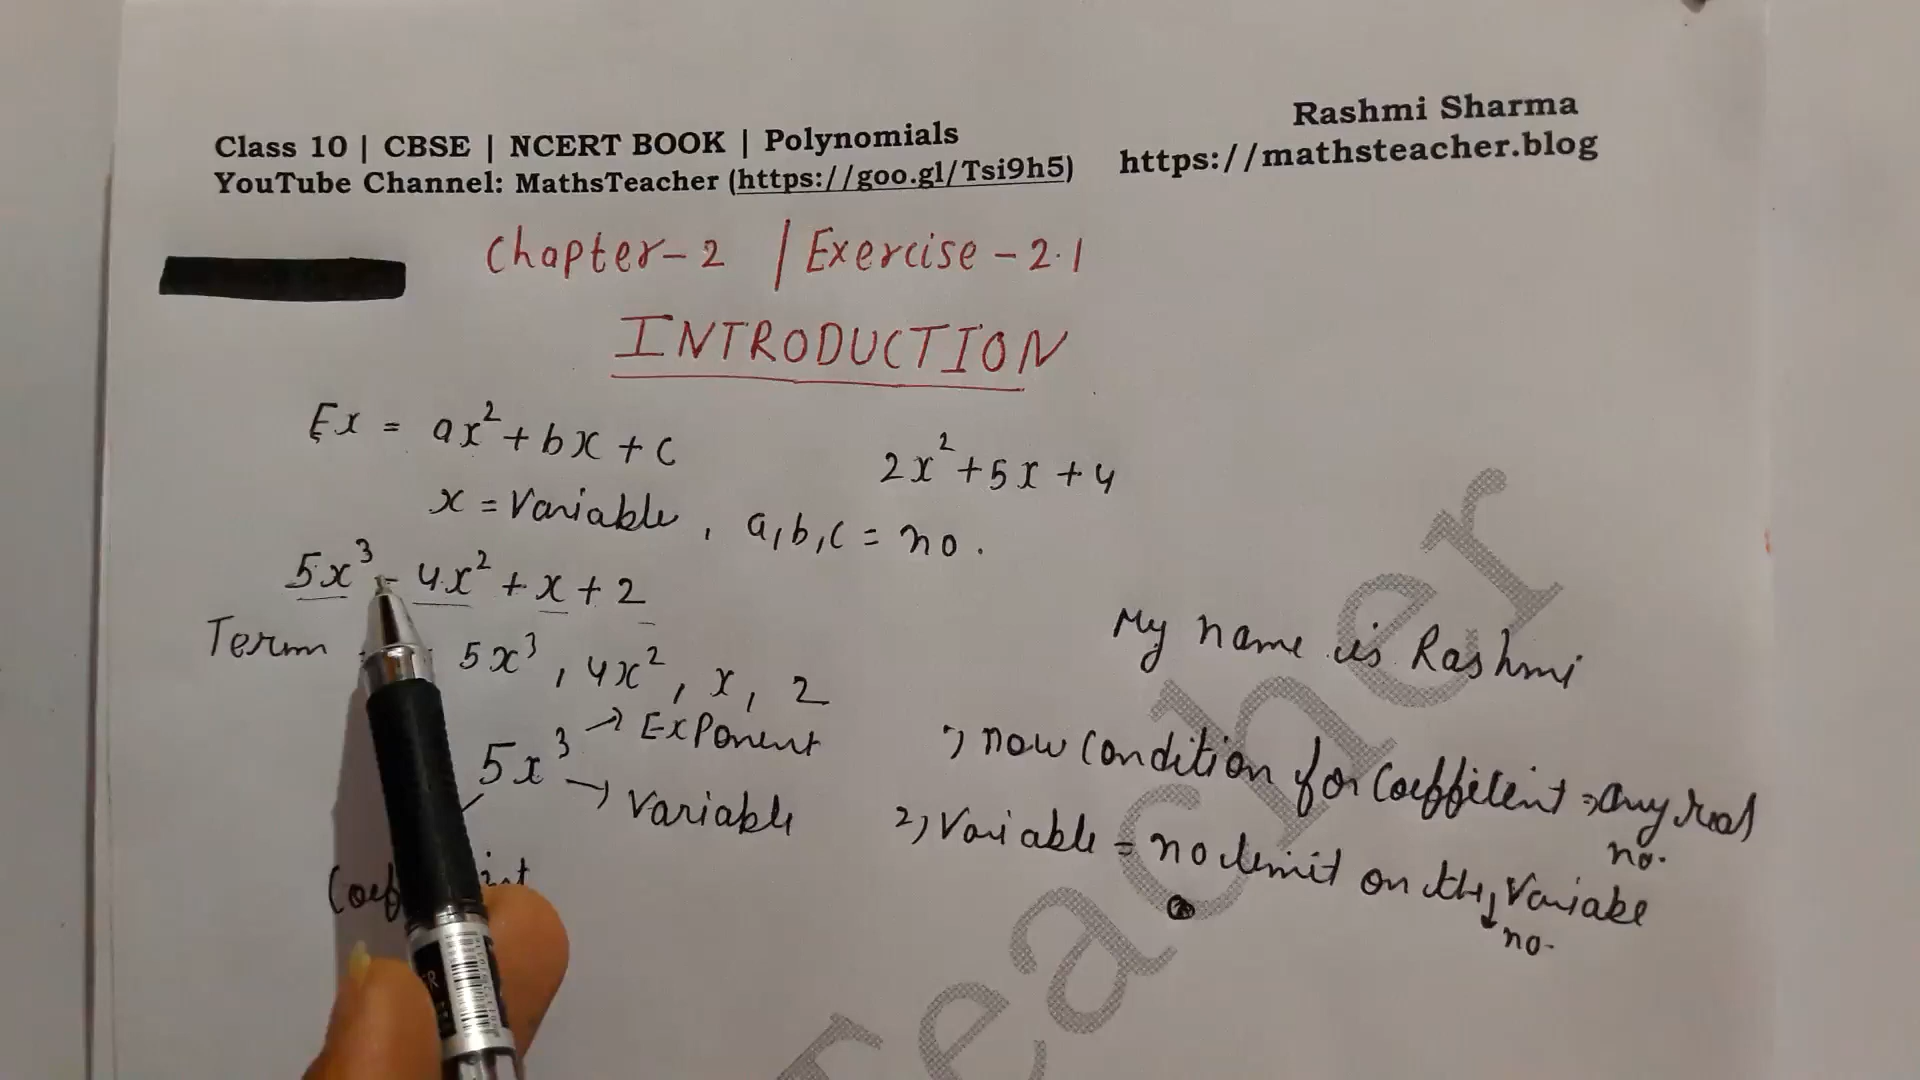 Rashmi Sharma
Class 10 | CBSE | NCERT BOOK | Polynomials
https://mathsteacher.blog
YouTube Channel: MathsTeacher (https://goo.gl/Tsi9h5)
Chapter-2 / Exercise-2.1
INTRODUCTION
Ex = ax²+bx+c
2x²+5x+4
x = Variable, a,b,c = no.
5x³ - 4x² + x + 2
Term 5x³, 4x², x, 2
My name is Rashmi
5x³ → Exponent
→ Variable
1) now condition for coefficient → any real no.
2) Variable = no limit on the variable
no.
Teacher